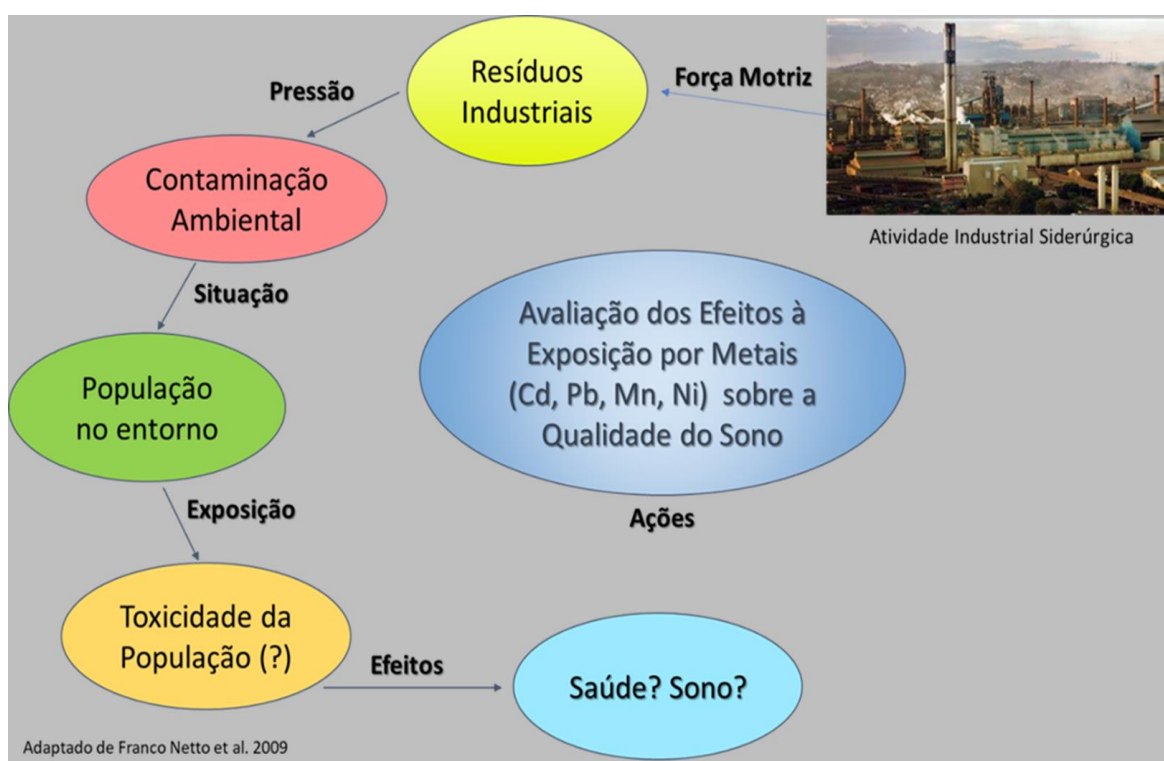 Resíduos
Industriais
Força Motriz
Pressão
Contaminação
Ambiental
Atividade Industrial Siderúrgica
Situação
Avaliação dos Efeitos à
Exposição por Metais
(Cd, Pb, Mn, Ni) sobre a
Qualidade do Sono
População
no entorno
Exposição
Ações
Toxicidade da
População (?)
Efeitos
Saúde? Sono?
Adaptado de Franco Netto et al. 2009